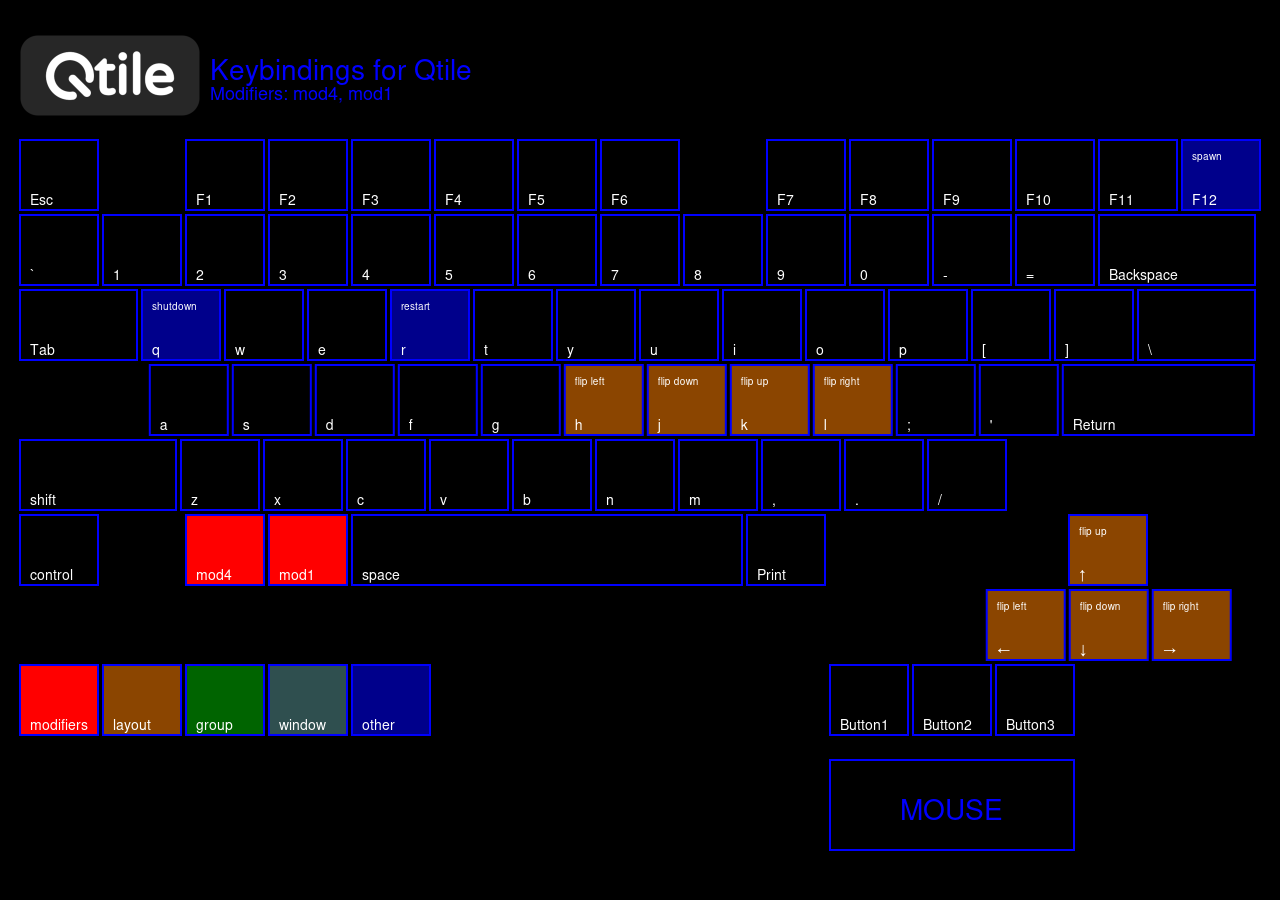 Qtile
Keybindings for Qtile
Modifiers: mod4, mod1
spawn
Esc F1 F2 F3 F4 F5 F6 F7 F8 F9 F10 F11 F12
` 1 2 3 4 5 6 7 8 9 0 - = Backspace
shutdown restart
Tab q w e r t y u i o p [ ] \
flip left flip down flip up flip right
a s d f g h j k l ; ' Return
shift z x c v b n m , . /
flip up
control mod4 mod1 space Print ↑
flip left flip down flip right
← ↓ →
modifiers layout group window other Button1 Button2 Button3
MOUSE